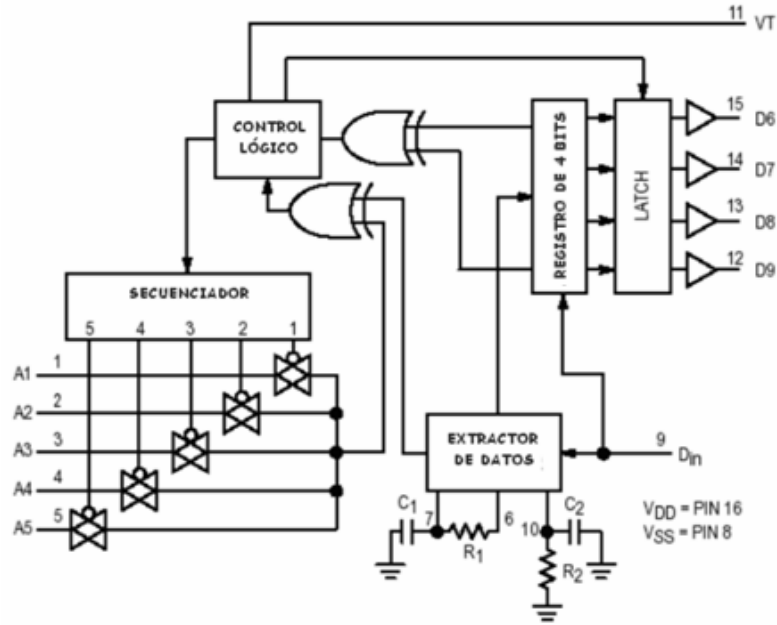 11 VT
CONTROL
LÓGICO
REGISTRO DE 4 BITS
LATCH
15 D6
14 D7
13 D8
12 D9
SECUENCIADOR
5 4 3 2 1
A1 1
A2 2
A3 3
A4 4
A5 5
EXTRACTOR
DE DATOS
9
Din
C1
7
R1
6
10
C2
R2
VDD = PIN 16
VSS = PIN 8